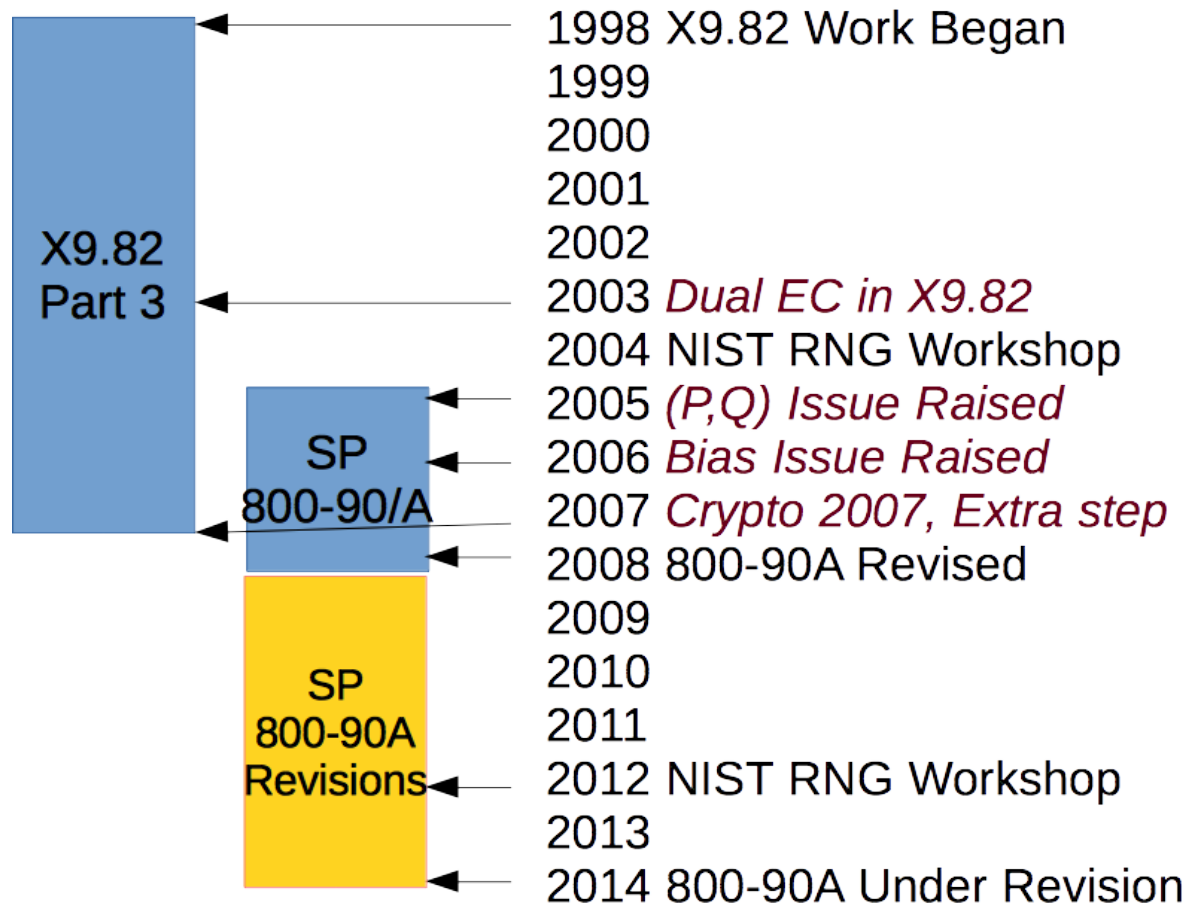 1998 X9.82 Work Began
1999
2000
2001
2002
X9.82
Part 3
2003 Dual EC in X9.82
2004 NIST RNG Workshop
2005 (P,Q) Issue Raised
2006 Bias Issue Raised
SP
800-90/A
2007 Crypto 2007, Extra step
2008 800-90A Revised
2009
2010
2011
SP
800-90A
Revisions
2012 NIST RNG Workshop
2013
2014 800-90A Under Revision